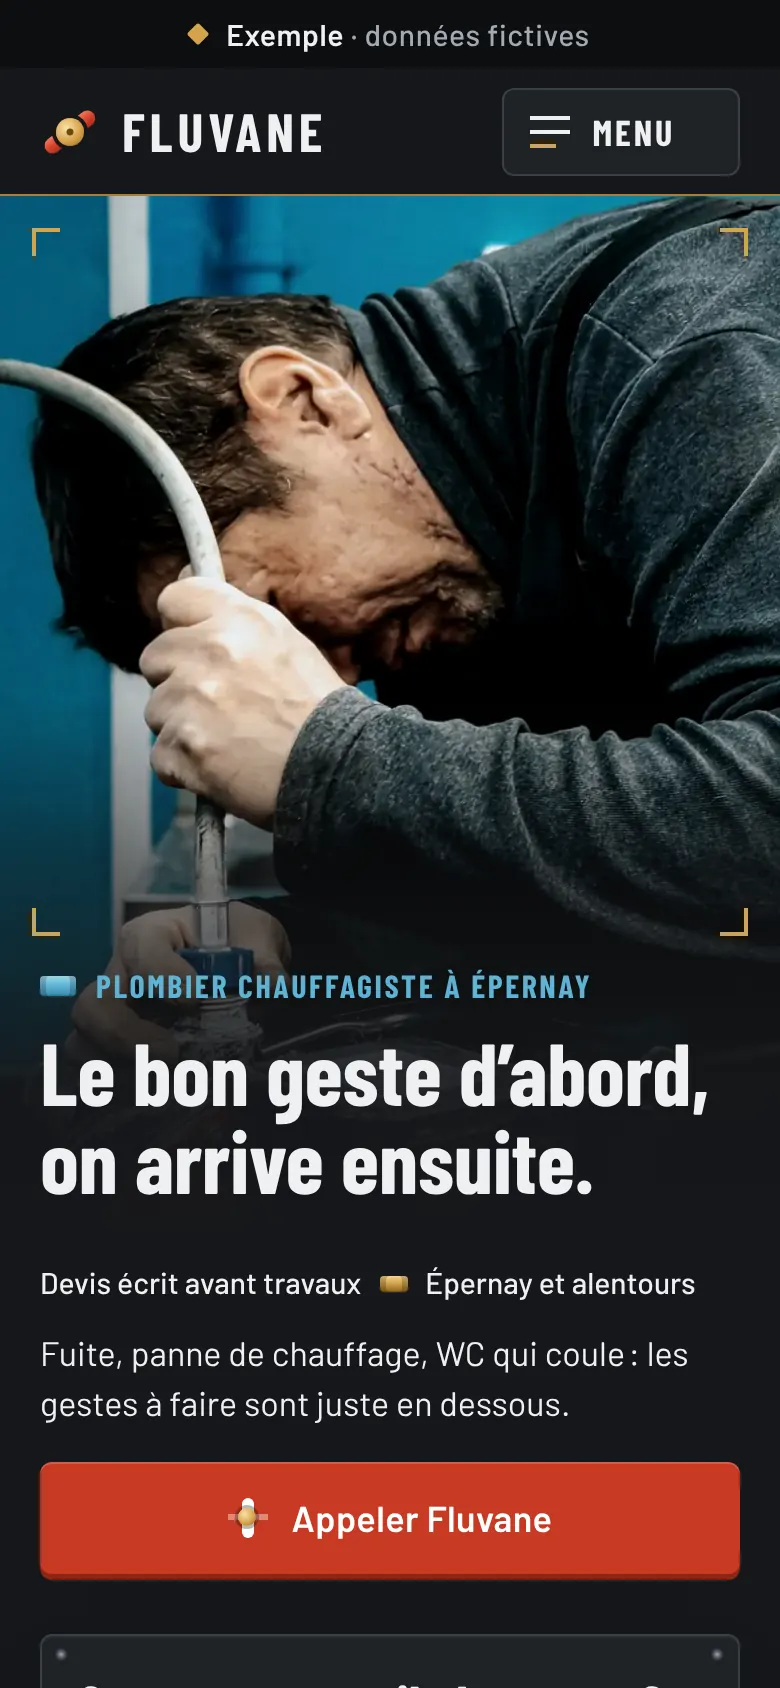 Exemple · données fictives
FLUVANE
MENU
PLOMBIER CHAUFFAGISTE À ÉPERNAY
Le bon geste d’abord,
on arrive ensuite.
Devis écrit avant travaux Épernay et alentours
Fuite, panne de chauffage, WC qui coule : les
gestes à faire sont juste en dessous.
Appeler Fluvane